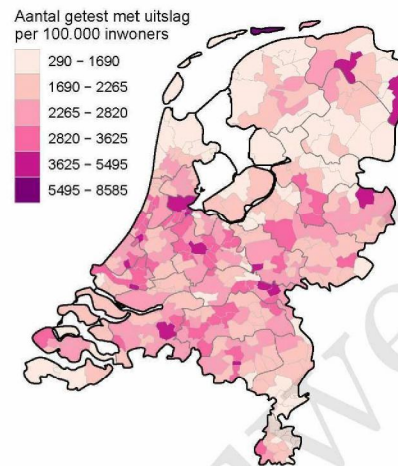 Aantal getest met uitslag
per 100.000 inwoners
290 – 1690
1690 – 2265
2265 – 2820
2820 – 3625
3625 – 5495
5495 – 8585